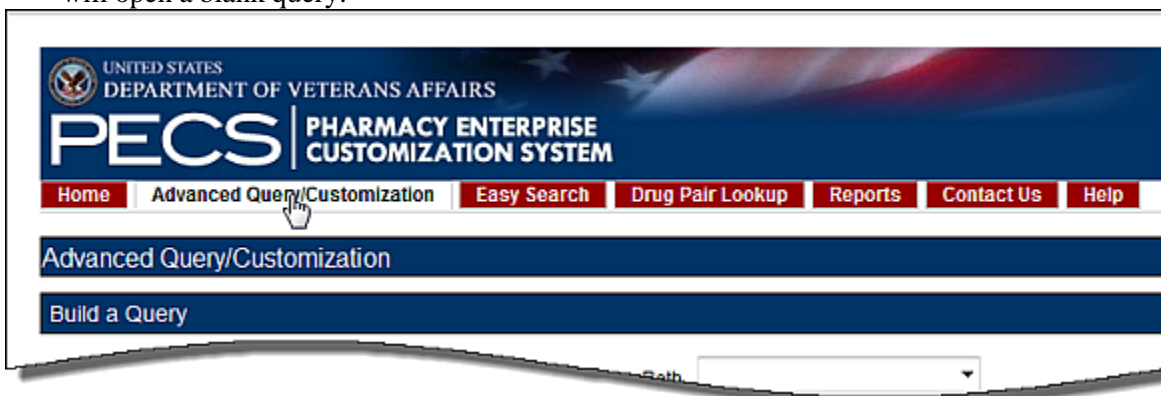 will open a blank query.
UNITED STATES
DEPARTMENT OF VETERANS AFFAIRS
PECS PHARMACY ENTERPRISE
CUSTOMIZATION SYSTEM
Home Advanced Query/Customization Easy Search Drug Pair Lookup Reports Contact Us Help
Advanced Query/Customization
Build a Query